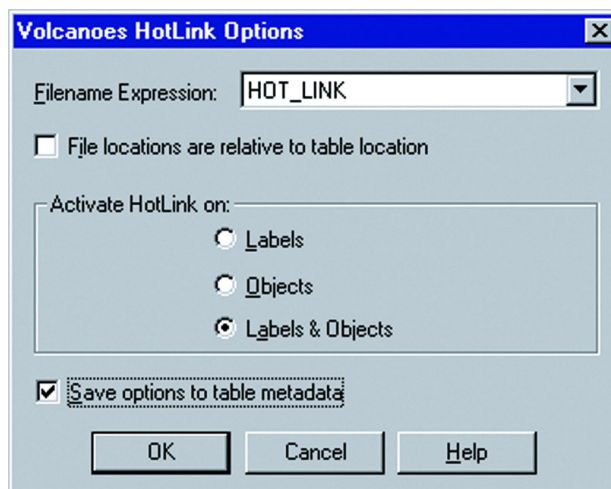 Volcanoes HotLink Options
Filename Expression: HOT_LINK
File locations are relative to table location
Activate HotLink on:
Labels
Objects
Labels & Objects
Save options to table metadata
OK Cancel Help